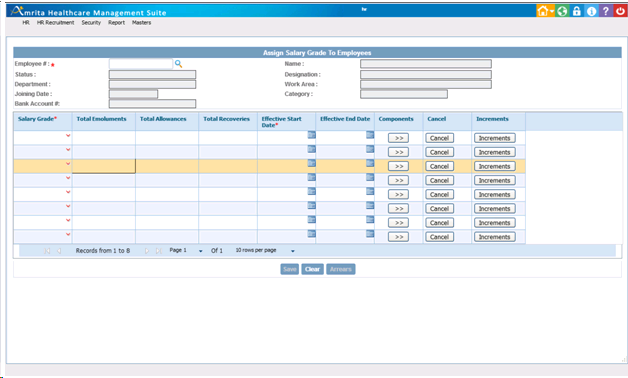 Amrita Healthcare Management Suite
hr
HR HR Recruitment Security Report Masters
Assign Salary Grade To Employees
Employee # : * Name :
Status : Designation :
Department : Work Area :
Joining Date : Category :
Bank Account #:
Salary Grade* Total Emoluments Total Allowances Total Recoveries Effective Start Date* Effective End Date Components Cancel Increments
>> Cancel Increments
>> Cancel Increments
>> Cancel Increments
>> Cancel Increments
>> Cancel Increments
>> Cancel Increments
>> Cancel Increments
>> Cancel Increments
Records from 1 to 8 Page 1 Of 1 10 rows per page
Save Clear Arrears